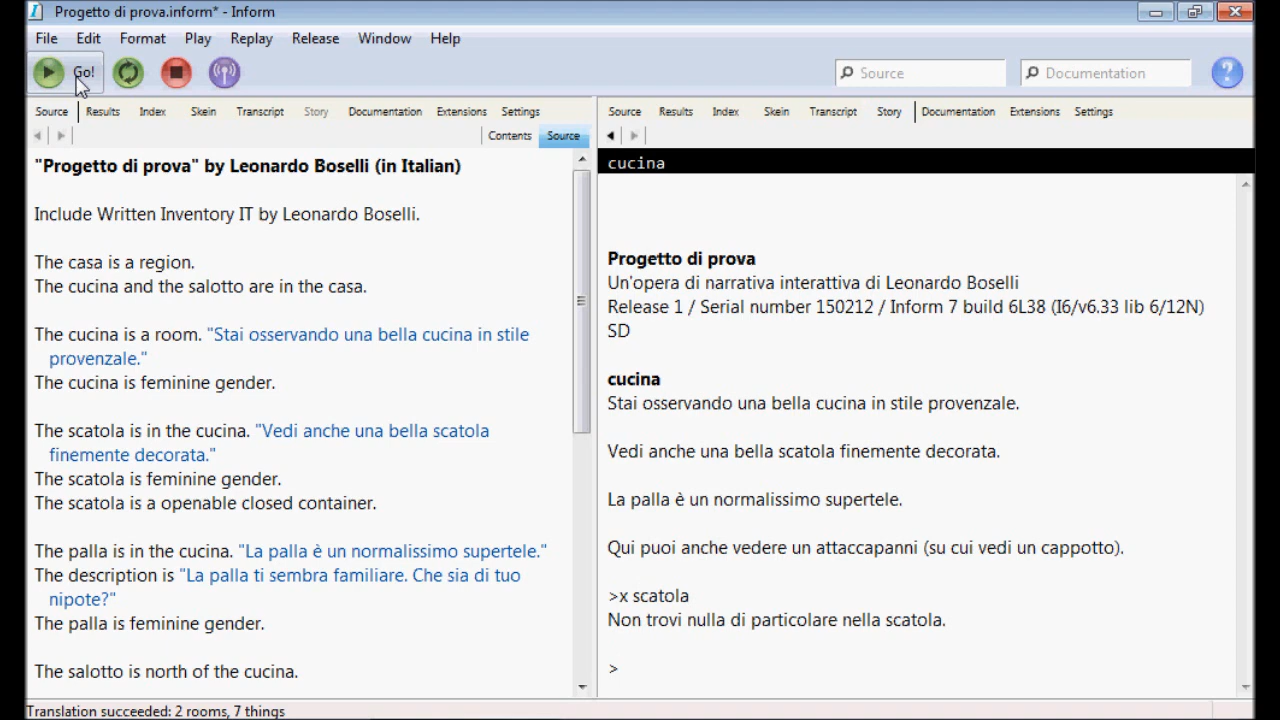 Progetto di prova.inform* - Inform
File Edit Format Play Replay Release Window Help
Go! Source Documentation
Source Results Index Skein Transcript Story Documentation Extensions Settings
Contents Source
"Progetto di prova" by Leonardo Boselli (in Italian)
Include Written Inventory IT by Leonardo Boselli.
The casa is a region.
The cucina and the salotto are in the casa.
The cucina is a room. "Stai osservando una bella cucina in stile
provenzale."
The cucina is feminine gender.
The scatola is in the cucina. "Vedi anche una bella scatola
finemente decorata."
The scatola is feminine gender.
The scatola is a openable closed container.
The palla is in the cucina. "La palla è un normalissimo supertele."
The description is "La palla ti sembra familiare. Che sia di tuo
nipote?"
The palla is feminine gender.
The salotto is north of the cucina.
Source Results Index Skein Transcript Story Documentation Extensions Settings
cucina
Progetto di prova
Un'opera di narrativa interattiva di Leonardo Boselli
Release 1 / Serial number 150212 / Inform 7 build 6L38 (I6/v6.33 lib 6/12N)
SD
cucina
Stai osservando una bella cucina in stile provenzale.
Vedi anche una bella scatola finemente decorata.
La palla è un normalissimo supertele.
Qui puoi anche vedere un attaccapanni (su cui vedi un cappotto).
>x scatola
Non trovi nulla di particolare nella scatola.
>
Translation succeeded: 2 rooms, 7 things